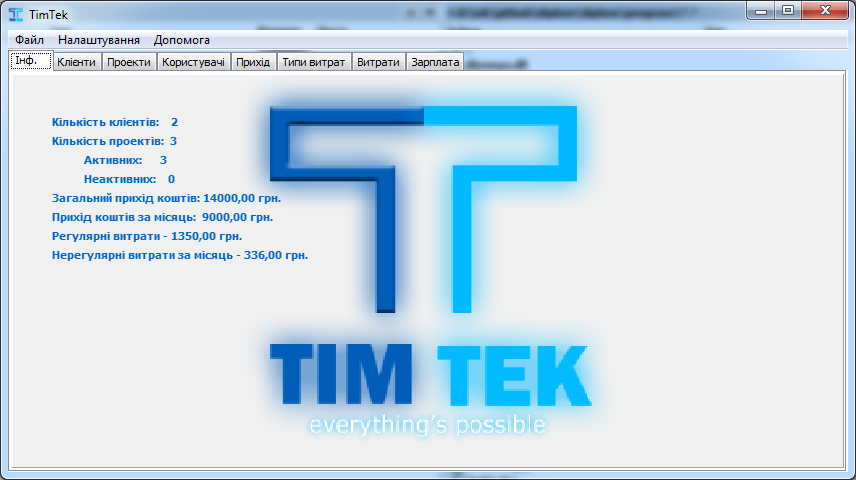 TimTek
Файл Налаштування Допомога
Інф. Клієнти Проекти Користувачі Прихід Типи витрат Витрати Зарплата
Кількість клієнтів: 2
Кількість проектів: 3
Активних: 3
Неактивних: 0
Загальний прихід коштів: 14000,00 грн.
Прихід коштів за місяць: 9000,00 грн.
Регулярні витрати - 1350,00 грн.
Нерегулярні витрати за місяць - 336,00 грн.
TIM TEK
everything's possible